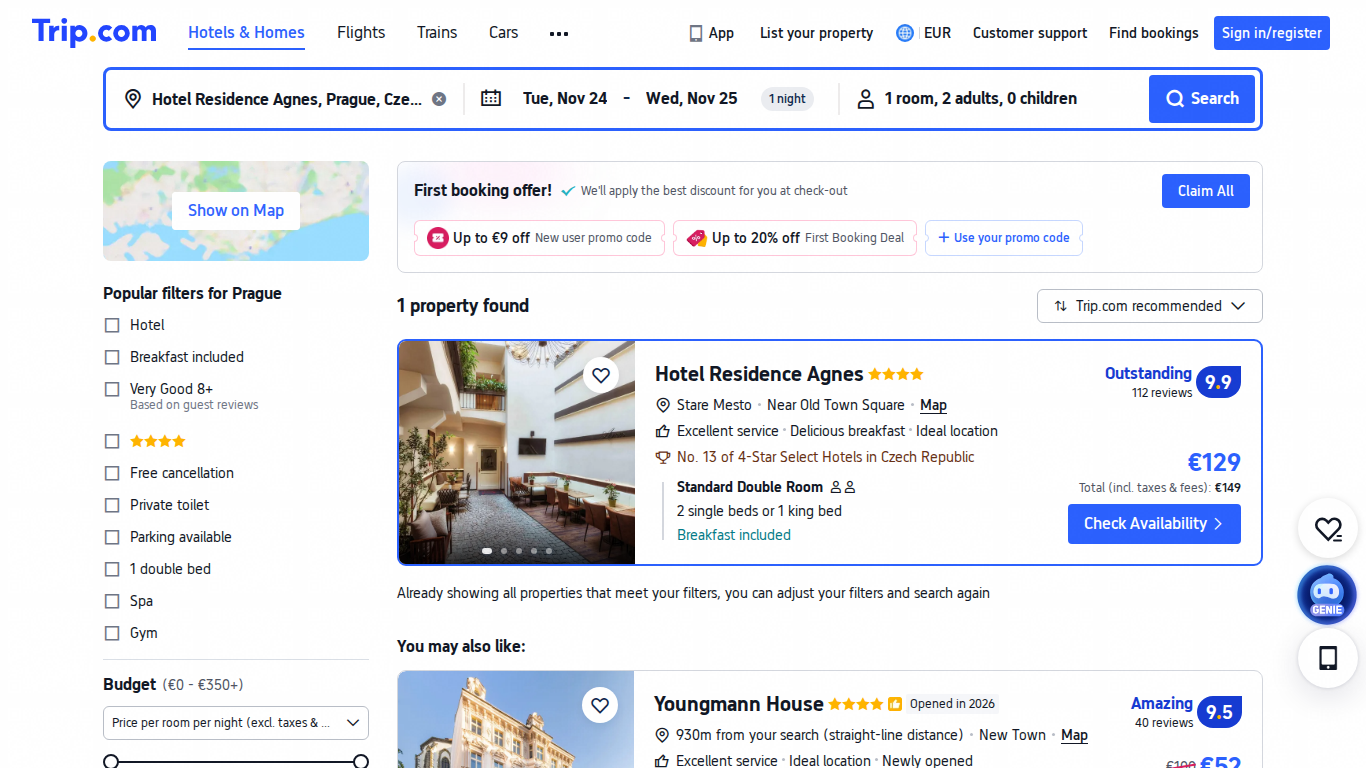 Trip.com
Hotels & Homes
Flights
Trains
Cars
App
List your property
EUR
Customer support
Find bookings
Sign in/register
Hotel Residence Agnes, Prague, Cze...
Tue, Nov 24 - Wed, Nov 25
1 night
1 room, 2 adults, 0 children
Search
Show on Map
Popular filters for Prague
Hotel
Breakfast included
Very Good 8+
Based on guest reviews
Free cancellation
Private toilet
Parking available
1 double bed
Spa
Gym
Budget (€0 - €350+)
Price per room per night (excl. taxes & ...
First booking offer!
We'll apply the best discount for you at check-out
Claim All
Up to €9 off New user promo code
Up to 20% off First Booking Deal
+ Use your promo code
1 property found
Trip.com recommended
Hotel Residence Agnes
Outstanding
112 reviews
9.9
Stare Mesto · Near Old Town Square · Map
Excellent service · Delicious breakfast · Ideal location
No. 13 of 4-Star Select Hotels in Czech Republic
Standard Double Room
2 single beds or 1 king bed
Breakfast included
€129
Total (incl. taxes & fees): €149
Check Availability
Already showing all properties that meet your filters, you can adjust your filters and search again
You may also like:
Youngmann House
Opened in 2026
Amazing
40 reviews
9.5
930m from your search (straight-line distance) · New Town · Map
Excellent service · Ideal location · Newly opened
€52
GENIE